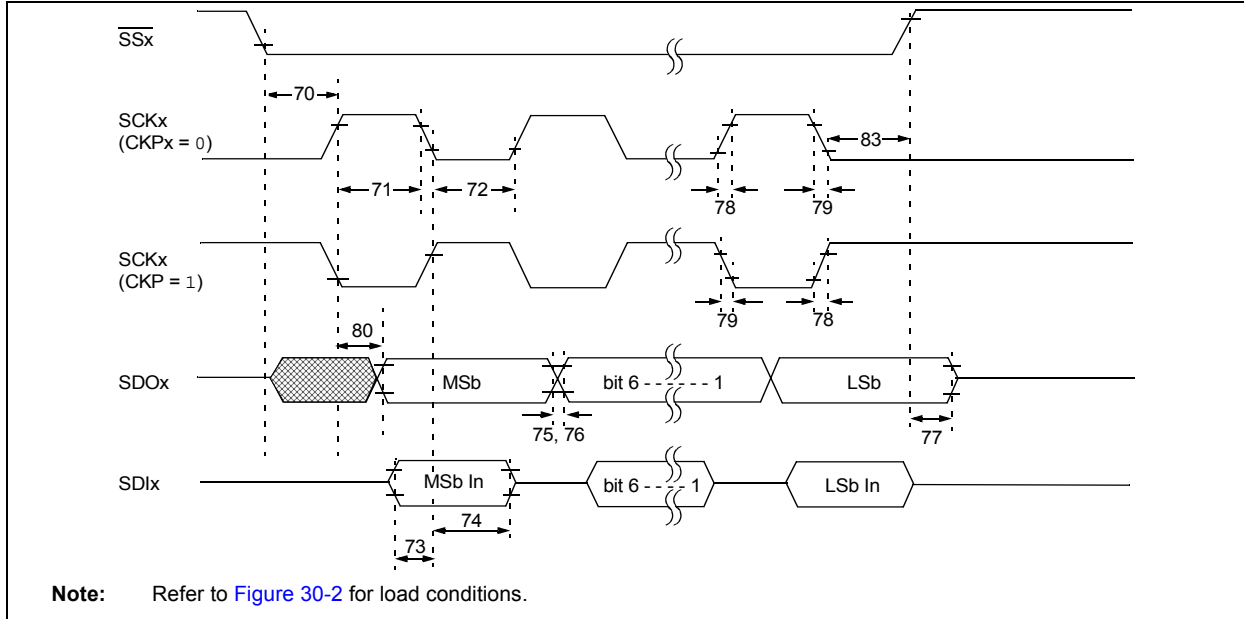 SSx
70
SCKx
(CKPx = 0)
83
71
72
78
79
SCKx
(CKP = 1)
79
78
80
SDOx
MSb
bit 6 - - - - - - 1
LSb
75, 76
77
SDIx
MSb In
bit 6 - - - - 1
LSb In
74
73
Note: Refer to Figure 30-2 for load conditions.